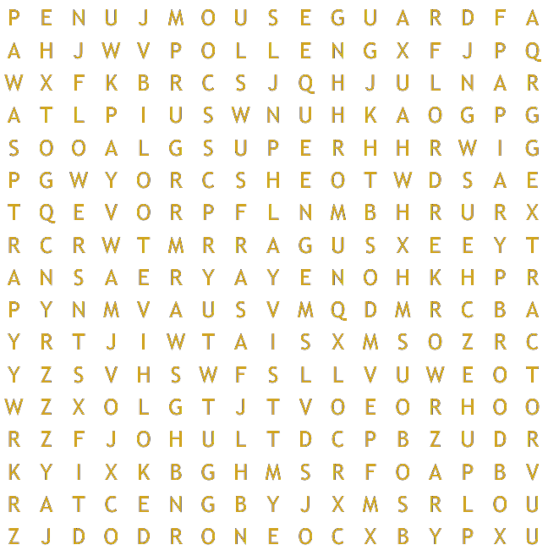 P E N U J M O U S E G U A R D F A
A H J W V P O L L E N G X F J P Q
W X F K B R C S J Q H J U L N A R
A T L P I U S W N U H K A O G P G
S O O A L G S U P E R H H R W I G
P G W Y O R C S H E O T W D S A E
T Q E V O R P F L N M B H R U R X
R C R W T M R R A G U S X E E Y T
A N S A E R Y A Y E N O H K H P R
P Y N M V A U S V M Q D M R C B A
Y R T J I W T A I S X M S O Z R C
Y Z S V H S W F S L L V U W E O T
W Z X O L G T J T V O E O R H O O
R Z F J O H U L T D C P B Z U D R
K Y I X K B G H M S R F O A P B V
R A T C E N G B Y J X M S R L O U
Z J D O D R O N E O C X B Y P X U